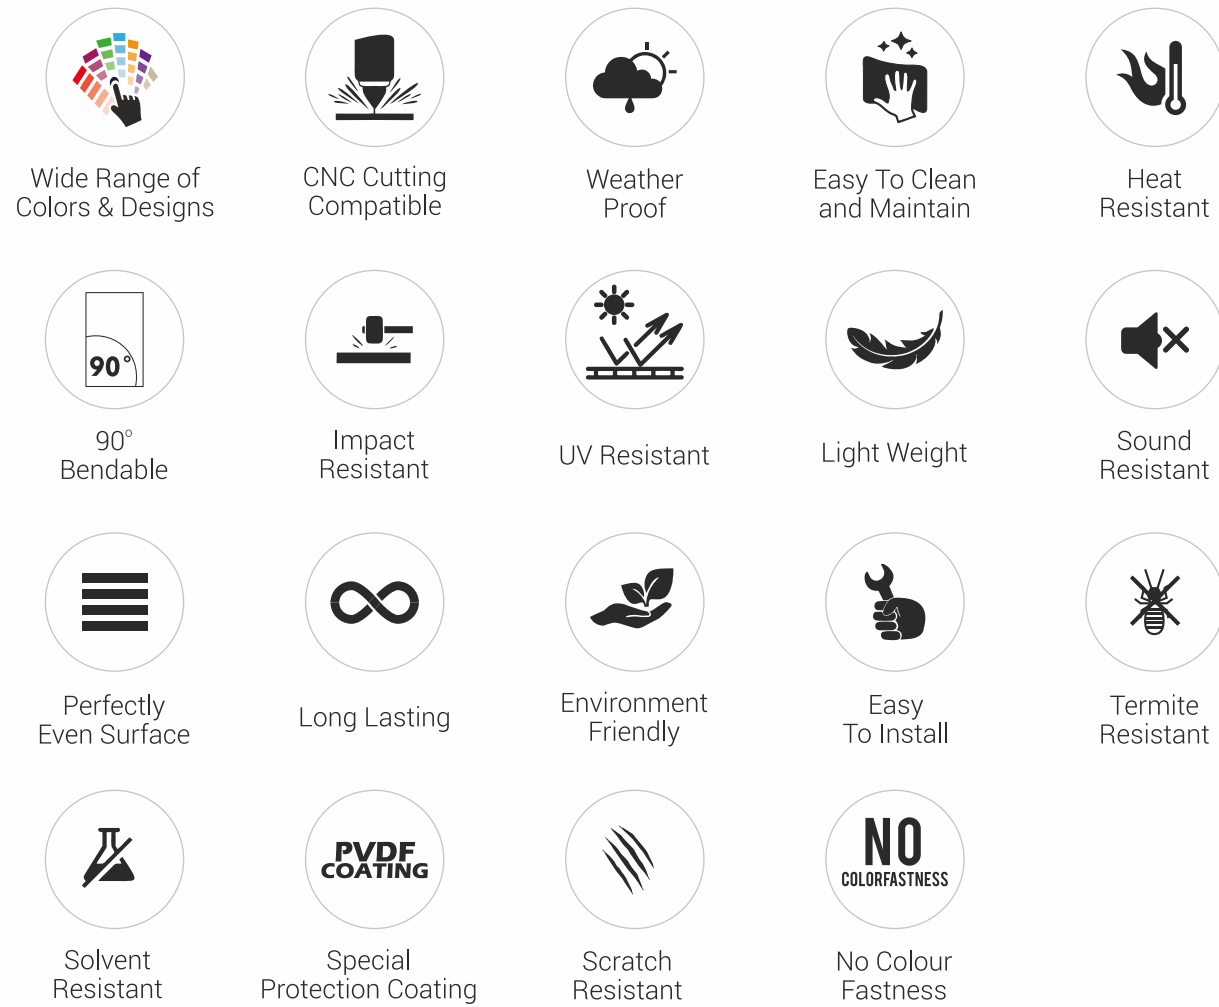 Wide Range of
Colors & Designs
CNC Cutting
Compatible
Weather
Proof
Easy To Clean
and Maintain
Heat
Resistant
90°
90°
Bendable
Impact
Resistant
UV Resistant
Light Weight
Sound
Resistant
Perfectly
Even Surface
Long Lasting
Environment
Friendly
Easy
To Install
Termite
Resistant
Solvent
Resistant
PVDF
COATING
Special
Protection Coating
Scratch
Resistant
NO
COLORFASTNESS
No Colour
Fastness